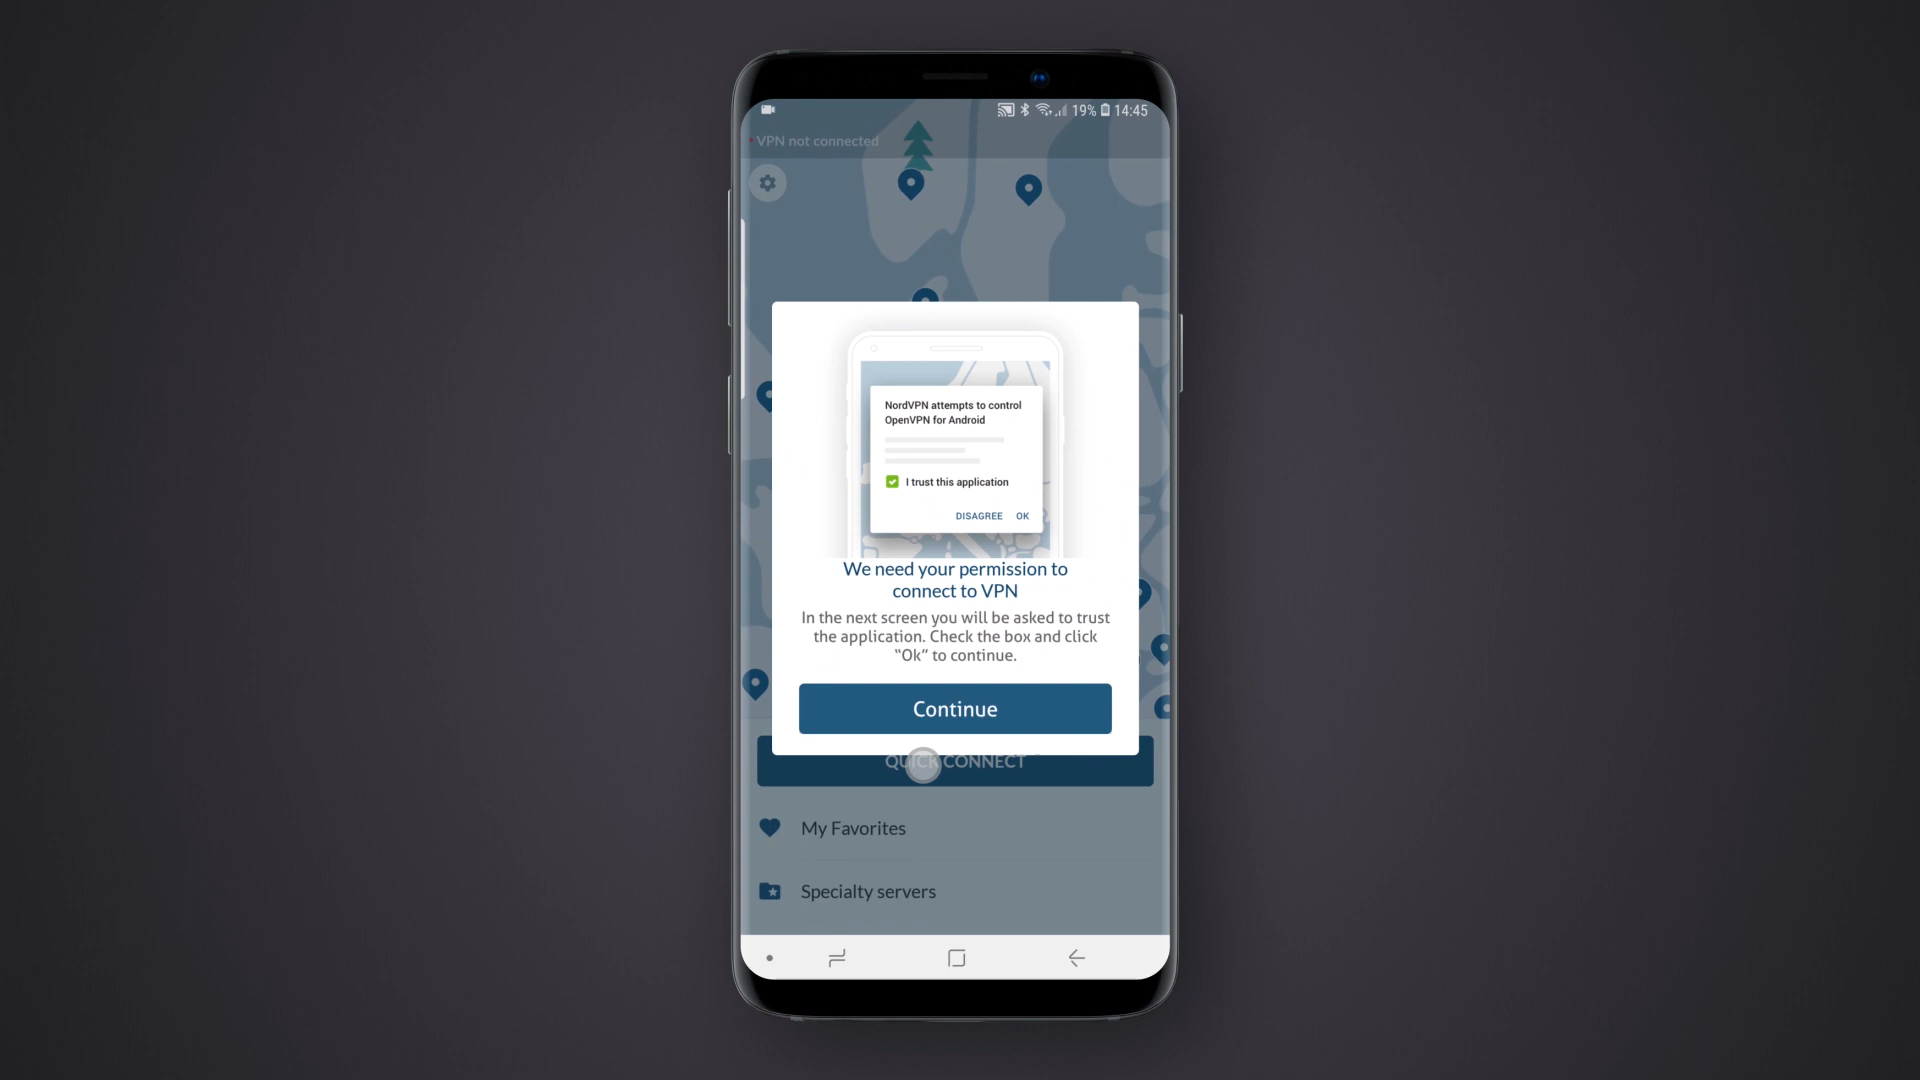 19% 14:45
VPN not connected
NordVPN attempts to control
OpenVPN for Android
I trust this application
DISAGREE OK
We need your permission to
connect to VPN
In the next screen you will be asked to trust
the application. Check the box and click
“Ok” to continue.
Continue
QUICK CONNECT
My Favorites
Specialty servers